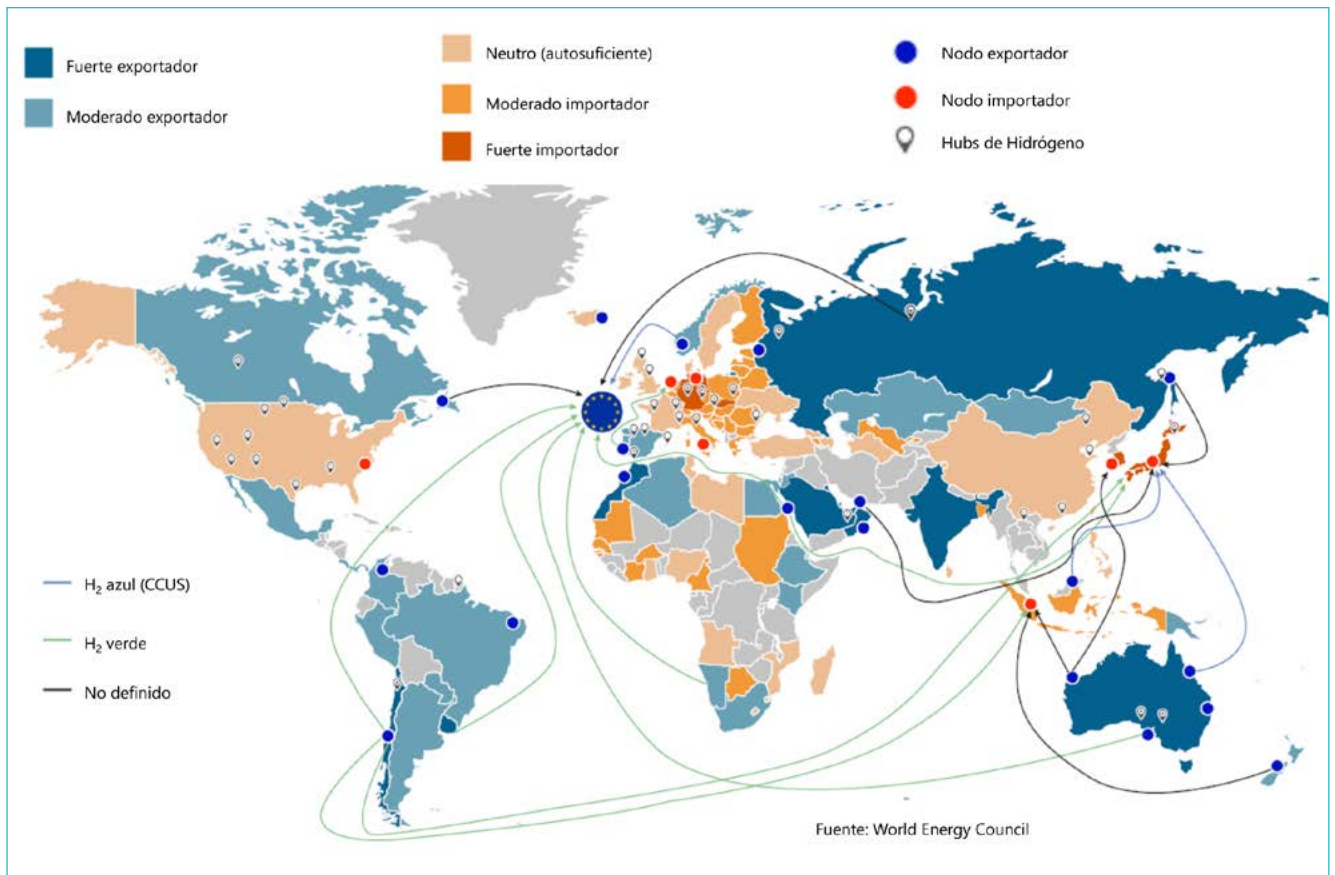 Fuerte exportador
Moderado exportador
Neutro (autosuficiente)
Moderado importador
Fuerte importador
Nodo exportador
Nodo importador
Hubs de Hidrógeno
H₂ azul (CCUS)
H₂ verde
No definido
Fuente: World Energy Council